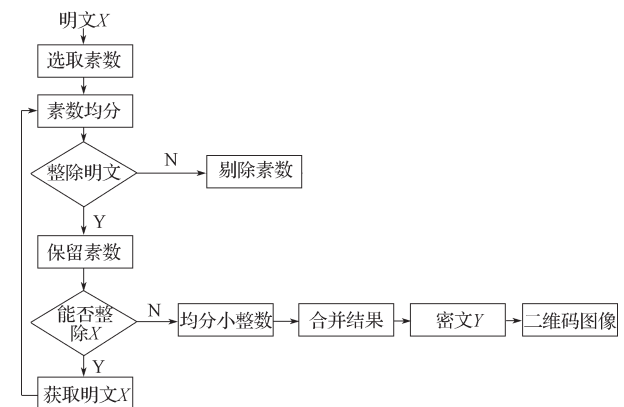 明文X
选取素数
素数均分
整除明文
N
剔除素数
Y
保留素数
能否整
除X
N
均分小整数
合并结果
密文Y
二维码图像
Y
获取明文X